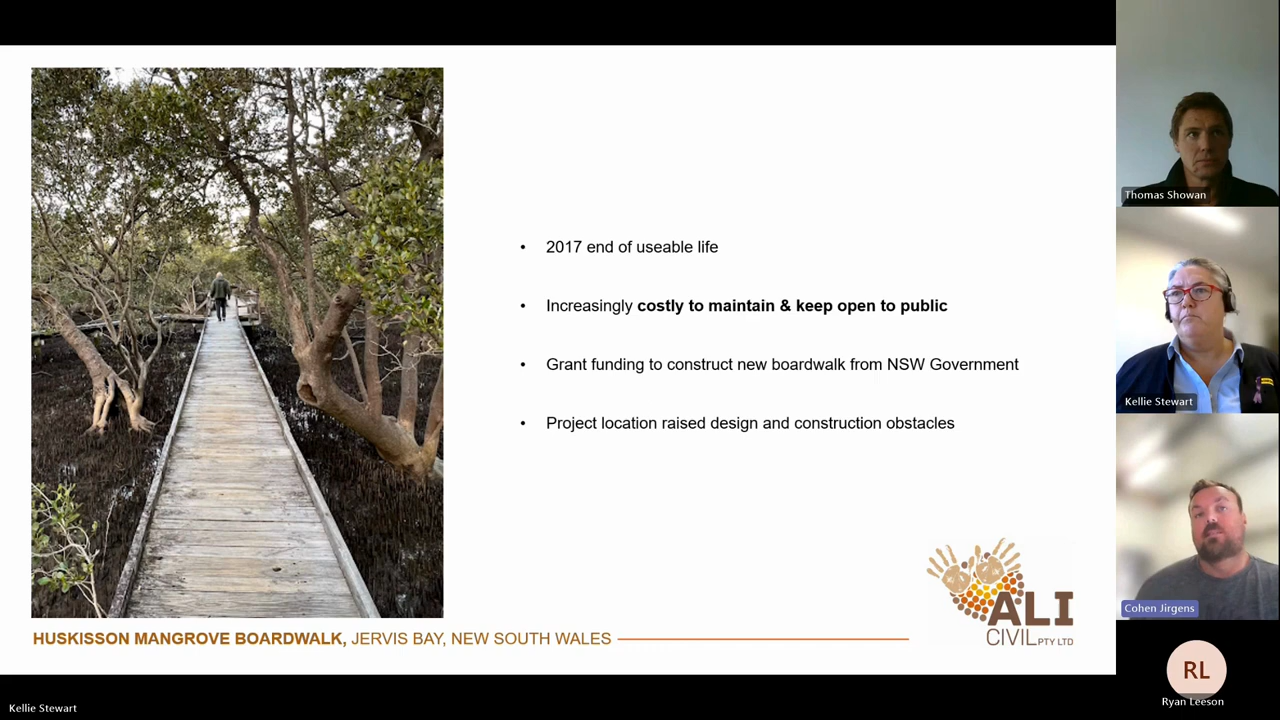 2017 end of useable life
Increasingly costly to maintain & keep open to public
Grant funding to construct new boardwalk from NSW Government
Project location raised design and construction obstacles
ALI
CIVIL PTY LTD
HUSKISSON MANGROVE BOARDWALK, JERVIS BAY, NEW SOUTH WALES
Kellie Stewart
Thomas Showan
Kellie Stewart
Cohen Jirgens
RL
Ryan Leeson